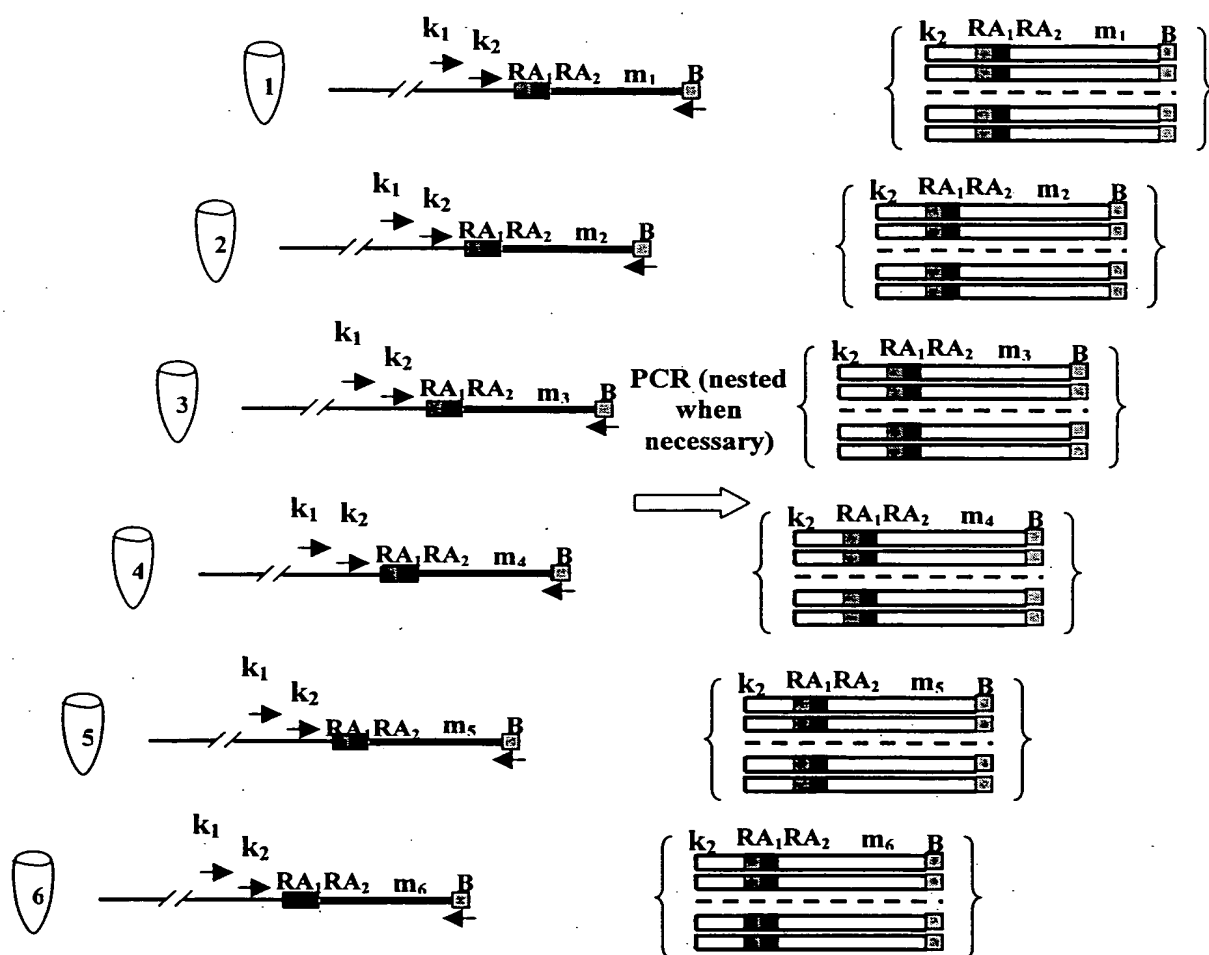 1 k₁ k₂ RA₁RA₂ m₁ B k₂ RA₁RA₂ m₁ B
2 k₁ k₂ RA₁RA₂ m₂ B k₂ RA₁RA₂ m₂ B
3 k₁ k₂ RA₁RA₂ m₃ B k₂ RA₁RA₂ m₃ B
PCR (nested
when
necessary)
4 k₁ k₂ RA₁RA₂ m₄ B k₂ RA₁RA₂ m₄ B
5 k₁ k₂ RA₁RA₂ m₅ B k₂ RA₁RA₂ m₅ B
6 k₁ k₂ RA₁RA₂ m₆ B k₂ RA₁RA₂ m₆ B